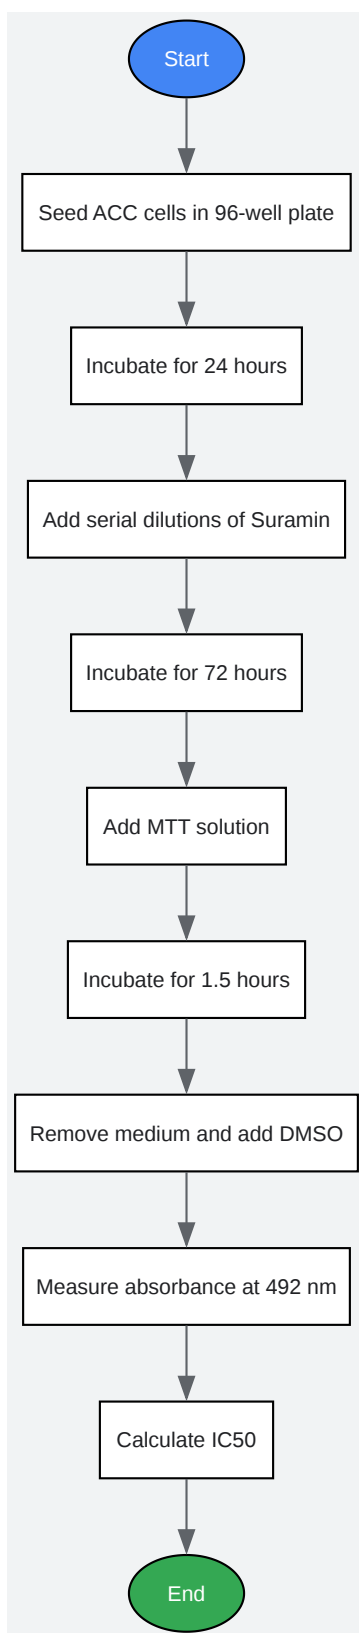 Start
Seed ACC cells in 96-well plate
Incubate for 24 hours
Add serial dilutions of Suramin
Incubate for 72 hours
Add MTT solution
Incubate for 1.5 hours
Remove medium and add DMSO
Measure absorbance at 492 nm
Calculate IC50
End